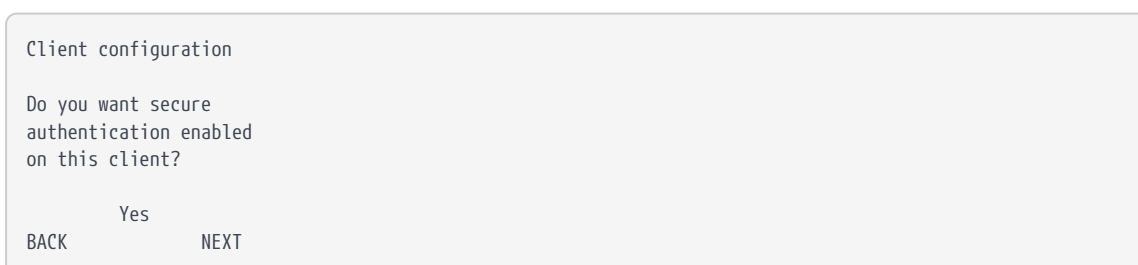 Client configuration
Do you want secure
authentication enabled
on this client?
Yes
BACK NEXT